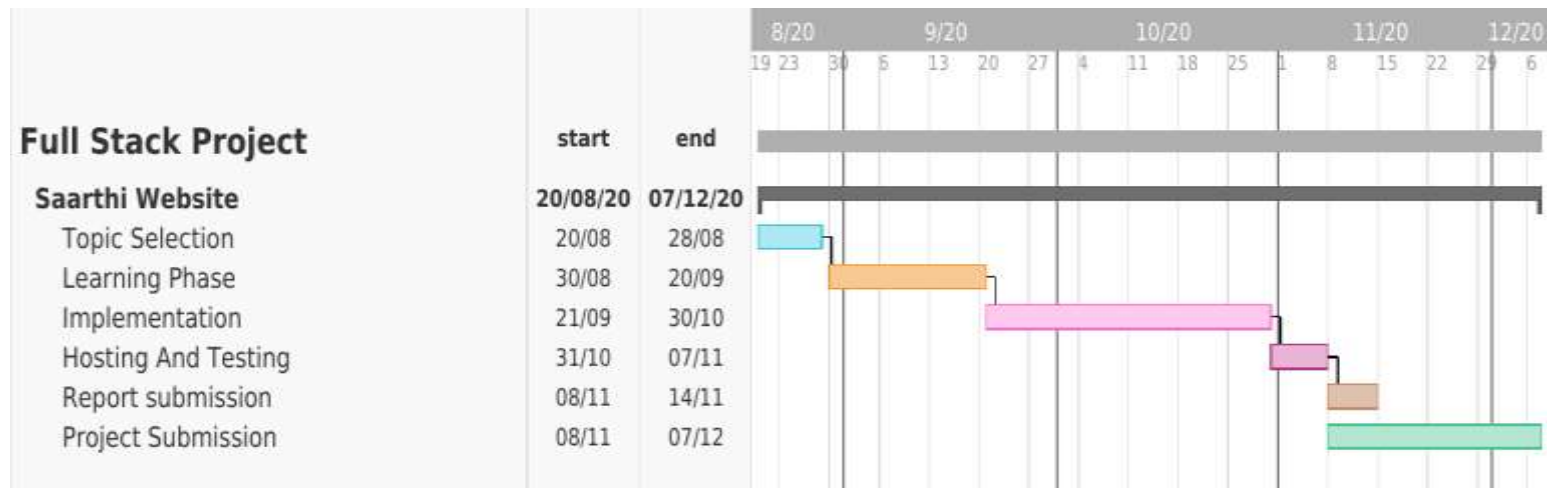 8/20 9/20 10/20 11/20 12/20
19 23 30 6 13 20 27 4 11 18 25 1 8 15 22 29 6
Full Stack Project start end
Saarthi Website 20/08/20 07/12/20
Topic Selection 20/08 28/08
Learning Phase 30/08 20/09
Implementation 21/09 30/10
Hosting And Testing 31/10 07/11
Report submission 08/11 14/11
Project Submission 08/11 07/12